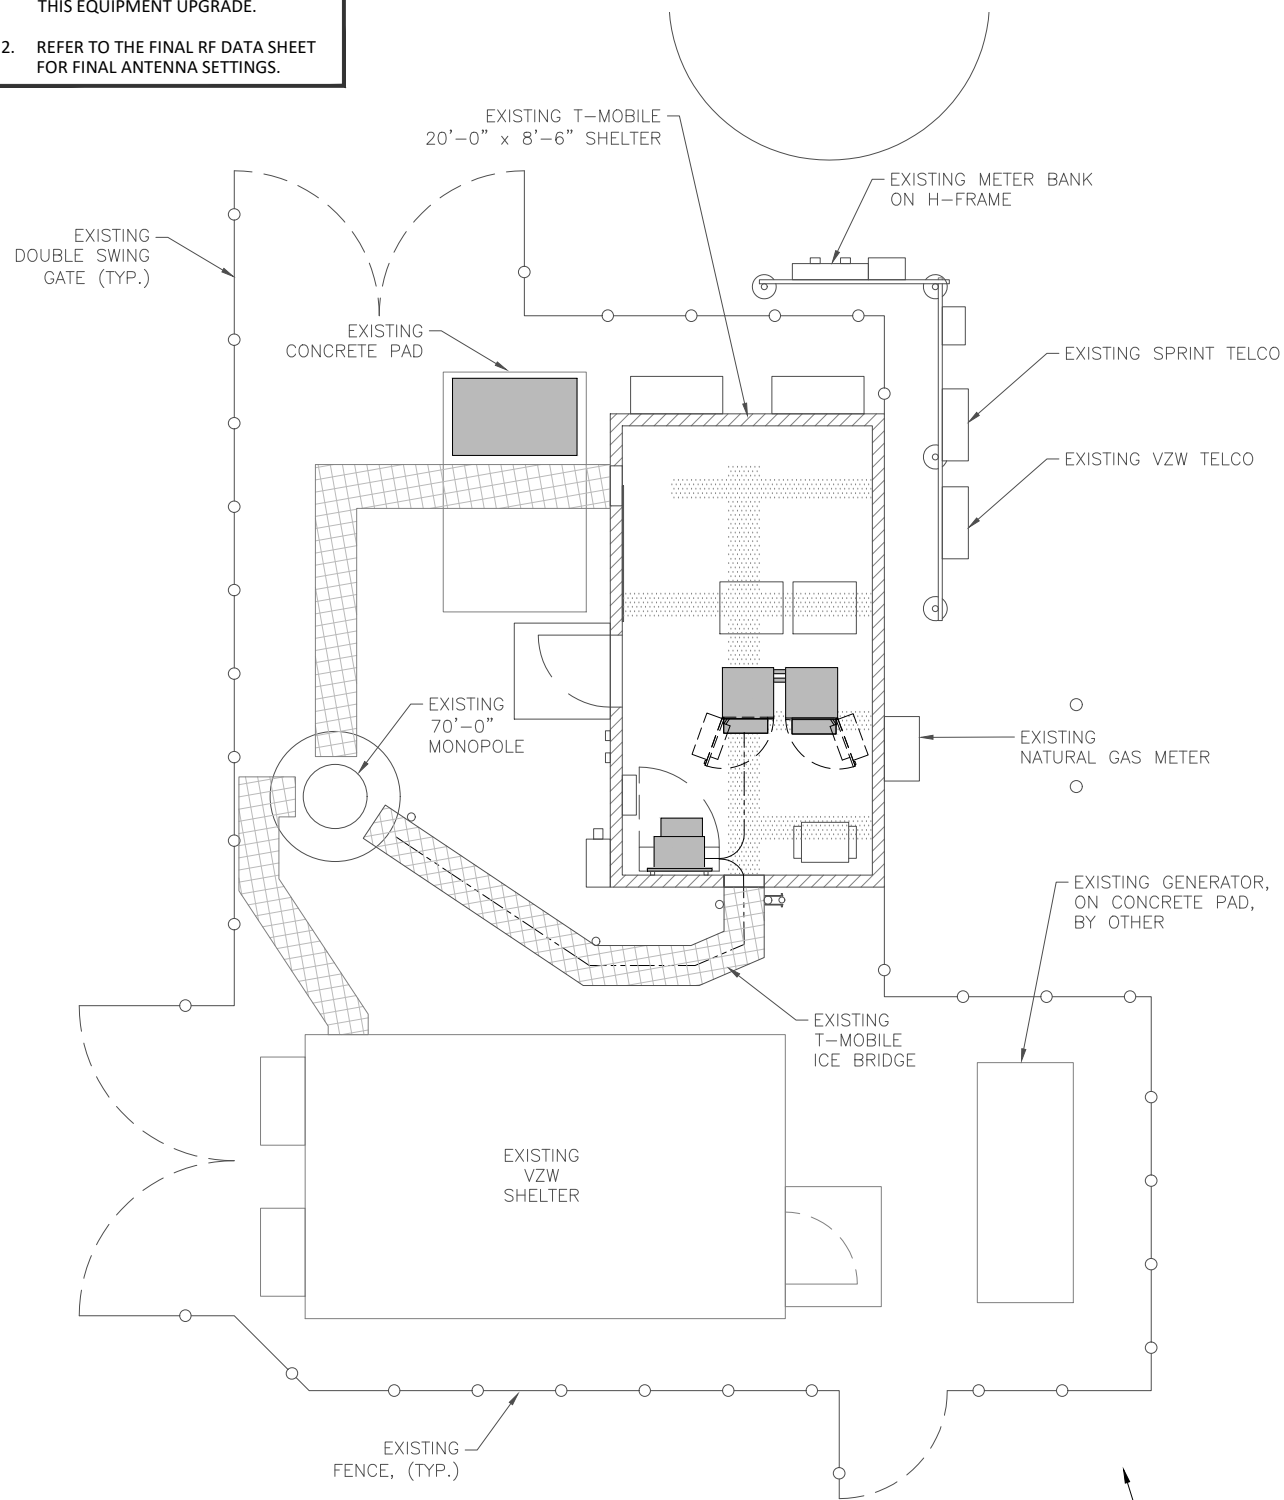 THIS EQUIPMENT UPGRADE.
2. REFER TO THE FINAL RF DATA SHEET
FOR FINAL ANTENNA SETTINGS.
EXISTING T-MOBILE
20'-0" x 8'-6" SHELTER
EXISTING METER BANK
ON H-FRAME
EXISTING
DOUBLE SWING
GATE (TYP.)
EXISTING
CONCRETE PAD
EXISTING SPRINT TELCO
EXISTING VZW TELCO
EXISTING
70'-0"
MONOPOLE
EXISTING
NATURAL GAS METER
EXISTING GENERATOR,
ON CONCRETE PAD,
BY OTHER
EXISTING
T-MOBILE
ICE BRIDGE
EXISTING
VZW
SHELTER
EXISTING
FENCE, (TYP.)